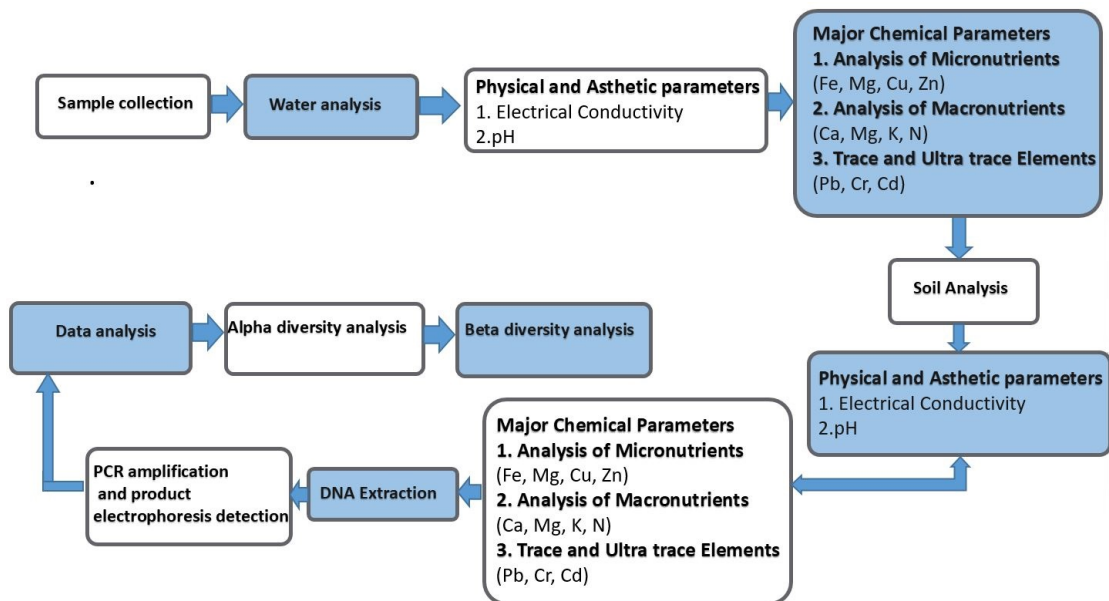 Sample collection
Water analysis
Physical and Asthetic parameters
1. Electrical Conductivity
2.pH
Major Chemical Parameters
1. Analysis of Micronutrients
(Fe, Mg, Cu, Zn)
2. Analysis of Macronutrients
(Ca, Mg, K, N)
3. Trace and Ultra trace Elements
(Pb, Cr, Cd)
Soil Analysis
Physical and Asthetic parameters
1. Electrical Conductivity
2.pH
Major Chemical Parameters
1. Analysis of Micronutrients
(Fe, Mg, Cu, Zn)
2. Analysis of Macronutrients
(Ca, Mg, K, N)
3. Trace and Ultra trace Elements
(Pb, Cr, Cd)
DNA Extraction
PCR amplification
and product
electrophoresis detection
Data analysis
Alpha diversity analysis
Beta diversity analysis